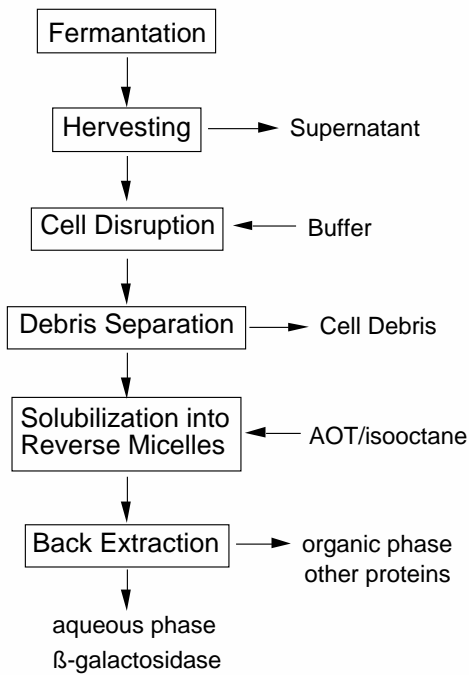 Fermantation
Hervesting
Supernatant
Cell Disruption
Buffer
Debris Separation
Cell Debris
Solubilization into
Reverse Micelles
AOT/isooctane
Back Extraction
organic phase
other proteins
aqueous phase
ß-galactosidase